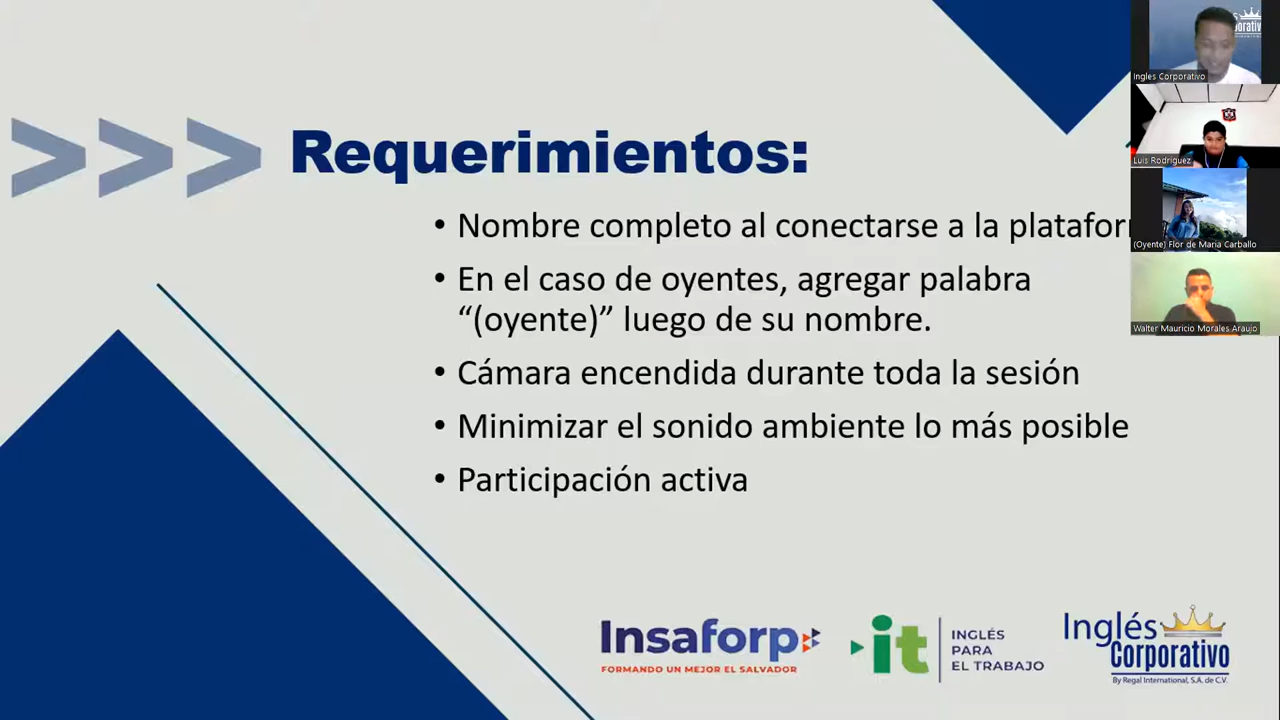 Requerimientos:
• Nombre completo al conectarse a la platafor
• En el caso de oyentes, agregar palabra
“(oyente)” luego de su nombre.
• Cámara encendida durante toda la sesión
• Minimizar el sonido ambiente lo más posible
• Participación activa
Ingles Corporativo
Luis Rodriguez
(Oyente) Flor de Maria Carballo
Walter Mauricio Morales Araujo
Insaforp
FORMANDO UN MEJOR EL SALVADOR
it
INGLÉS
PARA
EL TRABAJO
Inglés
Corporativo
By Regal International, S.A. de C.V.